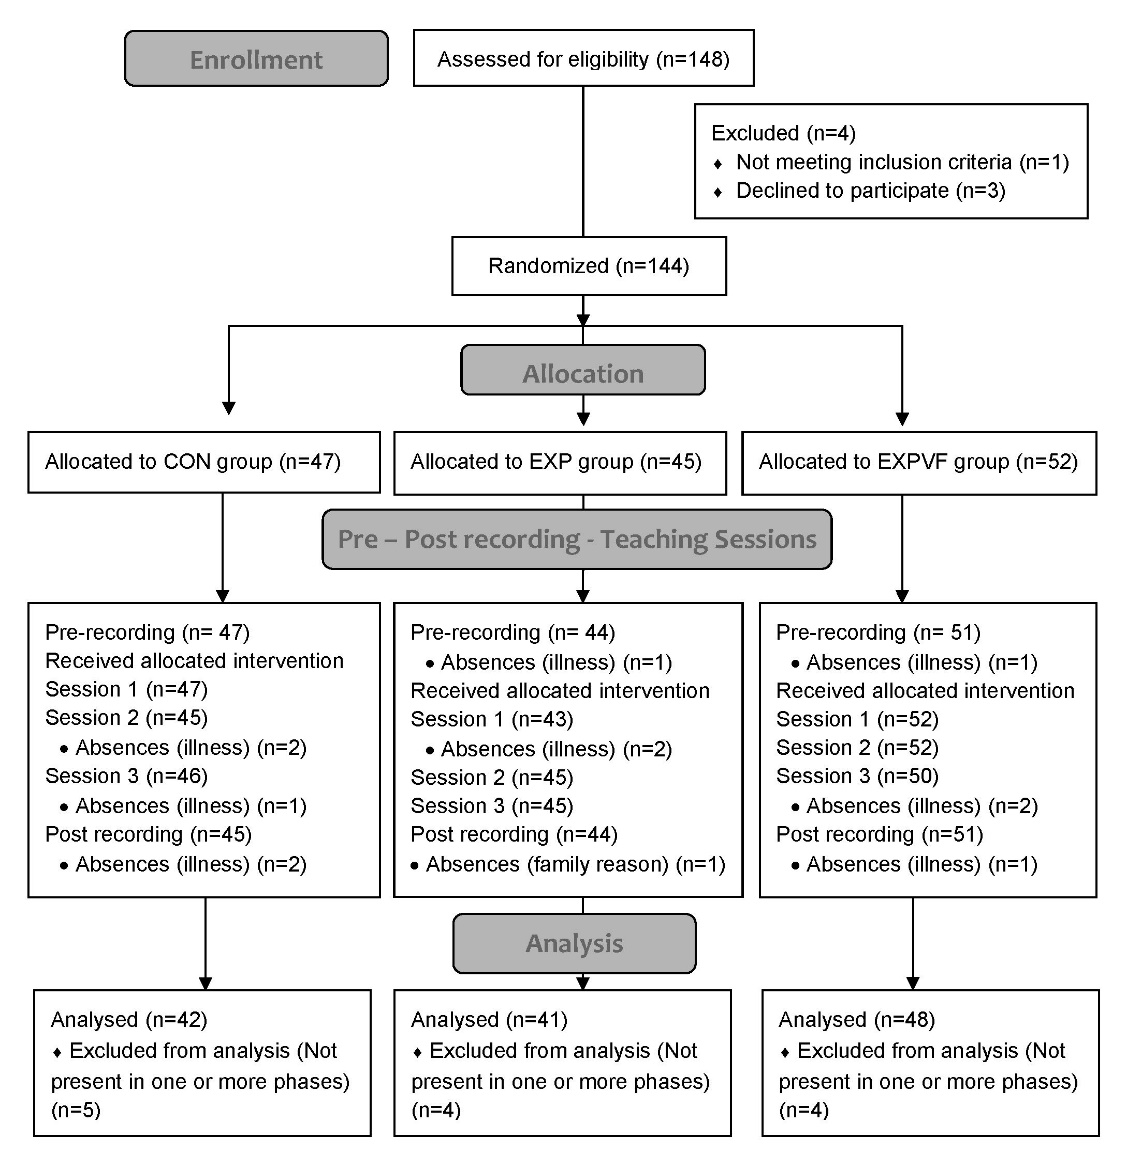 Enrollment
Assessed for eligibility (n=148)
Excluded (n=4)
♦ Not meeting inclusion criteria (n=1)
♦ Declined to participate (n=3)
Randomized (n=144)
Allocation
Allocated to CON group (n=47)
Allocated to EXP group (n=45)
Allocated to EXPVF group (n=52)
Pre – Post recording - Teaching Sessions
Pre-recording (n= 47)
Received allocated intervention
Session 1 (n=47)
Session 2 (n=45)
• Absences (illness) (n=2)
Session 3 (n=46)
• Absences (illness) (n=1)
Post recording (n=45)
• Absences (illness) (n=2)
Pre-recording (n= 44)
• Absences (illness) (n=1)
Received allocated intervention
Session 1 (n=43)
• Absences (illness) (n=2)
Session 2 (n=45)
Session 3 (n=45)
Post recording (n=44)
• Absences (family reason) (n=1)
Pre-recording (n= 51)
• Absences (illness) (n=1)
Received allocated intervention
Session 1 (n=52)
Session 2 (n=52)
Session 3 (n=50)
• Absences (illness) (n=2)
Post recording (n=51)
• Absences (illness) (n=1)
Analysis
Analysed (n=42)
♦ Excluded from analysis (Not
present in one or more phases)
(n=5)
Analysed (n=41)
♦ Excluded from analysis (Not
present in one or more phases)
(n=4)
Analysed (n=48)
♦ Excluded from analysis (Not
present in one or more phases)
(n=4)